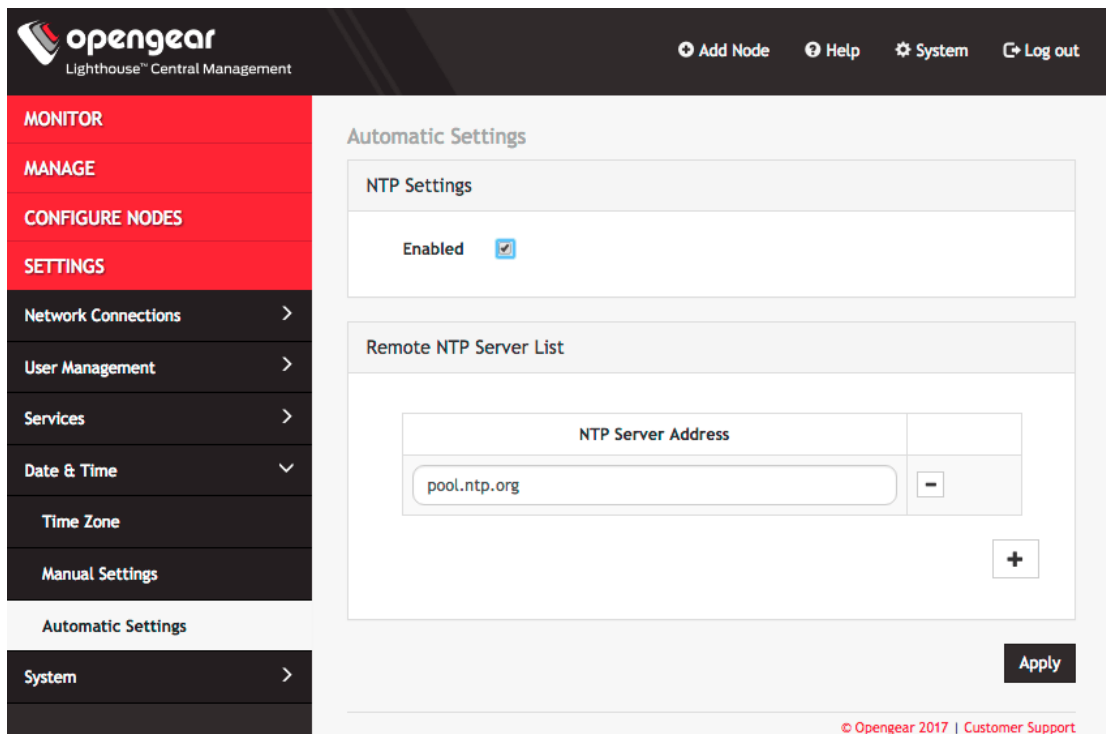 opengear
Lighthouse™ Central Management
Add Node
Help
System
Log out
MONITOR
MANAGE
CONFIGURE NODES
SETTINGS
Network Connections
User Management
Services
Date & Time
Time Zone
Manual Settings
Automatic Settings
System
Automatic Settings
NTP Settings
Enabled
Remote NTP Server List
NTP Server Address
pool.ntp.org
Apply
© Opengear 2017 | Customer Support